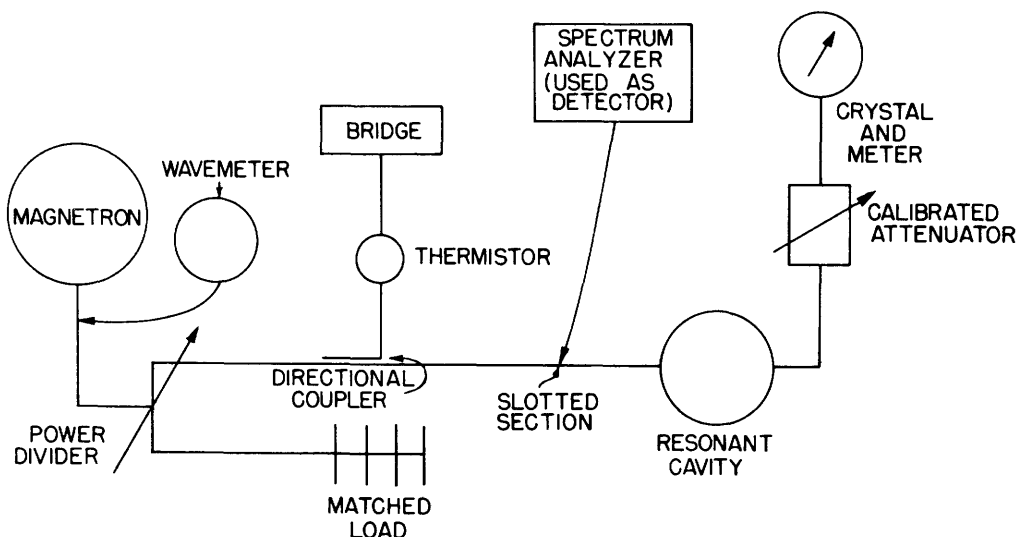 MAGNETRON
WAVEMETER
BRIDGE
THERMISTOR
SPECTRUM
ANALYZER
(USED AS
DETECTOR)
CRYSTAL
AND
METER
CALIBRATED
ATTENUATOR
DIRECTIONAL
COUPLER
SLOTTED
SECTION
RESONANT
CAVITY
POWER
DIVIDER
MATCHED
LOAD